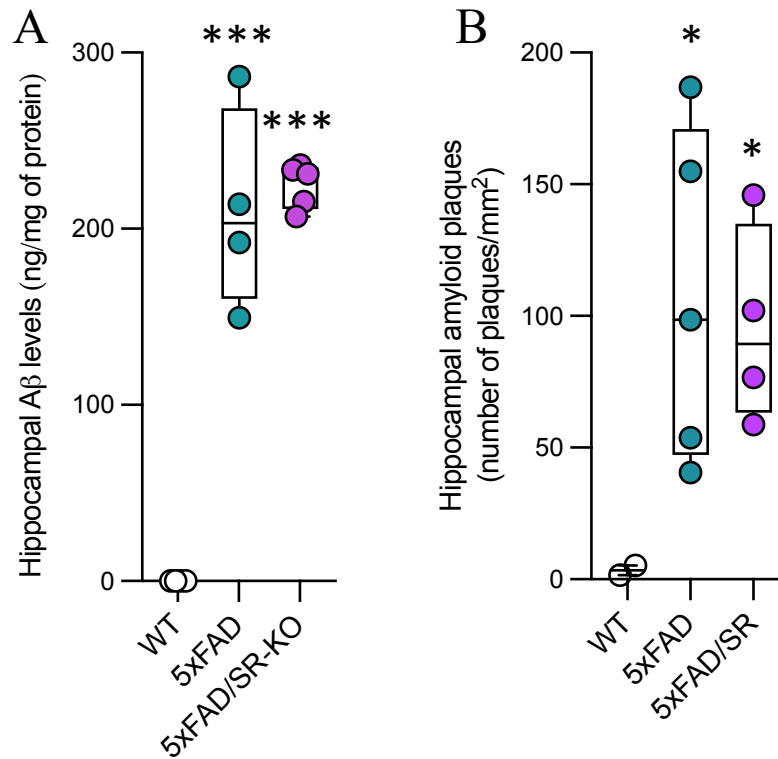 A
Hippocampal Aβ levels (ng/mg of protein)
300
200
100
0
***
***
WT
5xFAD
5xFAD/SR-KO
B
Hippocampal amyloid plaques
(number of plaques/mm²)
200
150
100
50
0
*
*
WT
5xFAD
5xFAD/SR